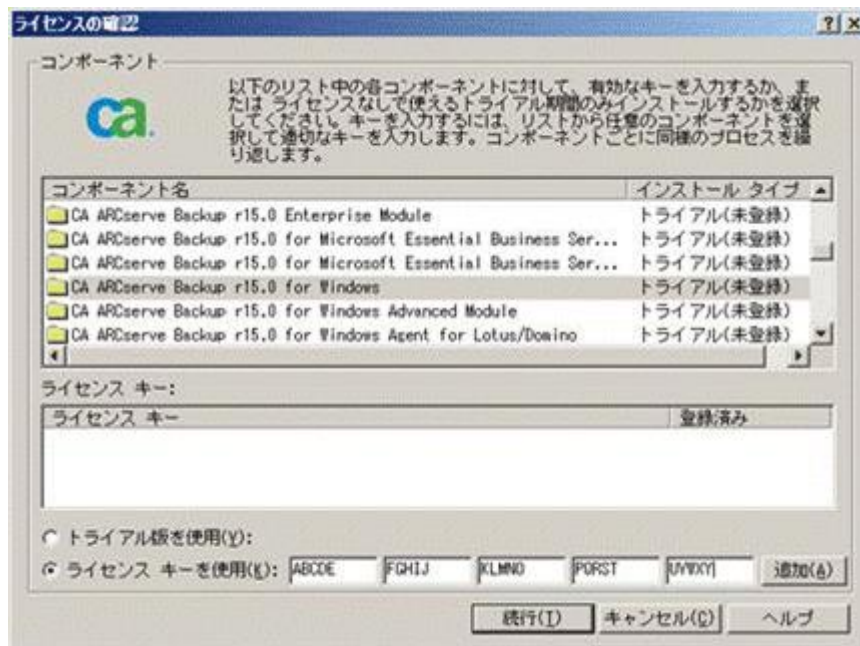 ライセンスの確認
コンポーネント
ca.
以下のリスト中の各コンポーネントに対して、有効なキーを入力するか、ま
たは ライセンスなしで使えるトライアル期間のみインストールするかを選択
してください。キーを入力するには、リストから任意のコンポーネントを選
択して適切なキーを入力します。コンポーネントごとに同様のプロセスを繰
り返します。
コンポーネント名 インストール タイプ
CA ARCserve Backup r15.0 Enterprise Module トライアル(未登録)
CA ARCserve Backup r15.0 for Microsoft Essential Business Ser... トライアル(未登録)
CA ARCserve Backup r15.0 for Microsoft Essential Business Ser... トライアル(未登録)
CA ARCserve Backup r15.0 for Windows トライアル(未登録)
CA ARCserve Backup r15.0 for Windows Advanced Module トライアル(未登録)
CA ARCserve Backup r15.0 for Windows Agent for Lotus/Domino トライアル(未登録)
ライセンス キー:
ライセンス キー 登録済み
トライアル版を使用(Y):
ライセンス キーを使用(K): ABCDE FGHIJ KLMNO PQRST UVWXY 追加(A)
続行(I) キャンセル(C) ヘルプ